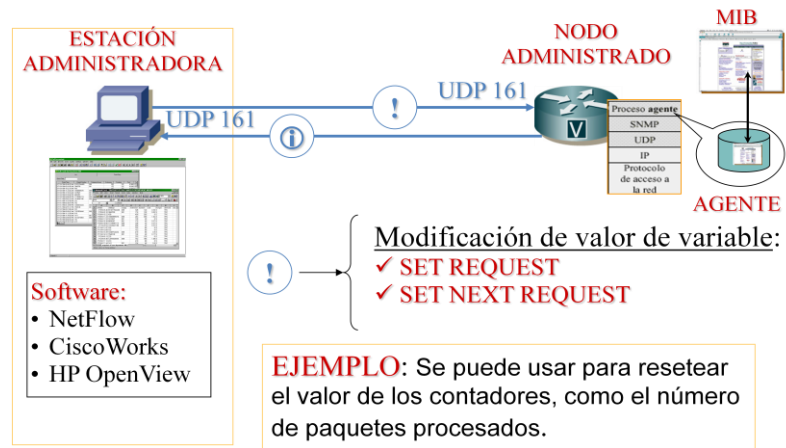 ESTACIÓN
ADMINISTRADORA
UDP 161
!
UDP 161
NODO
ADMINISTRADO
MIB
V
Proceso agente
SNMP
UDP
IP
Protocolo
de acceso a
la red
AGENTE
Software:
• NetFlow
• CiscoWorks
• HP OpenView
!
Modificación de valor de variable:
✓ SET REQUEST
✓ SET NEXT REQUEST
EJEMPLO: Se puede usar para resetear
el valor de los contadores, como el número
de paquetes procesados.